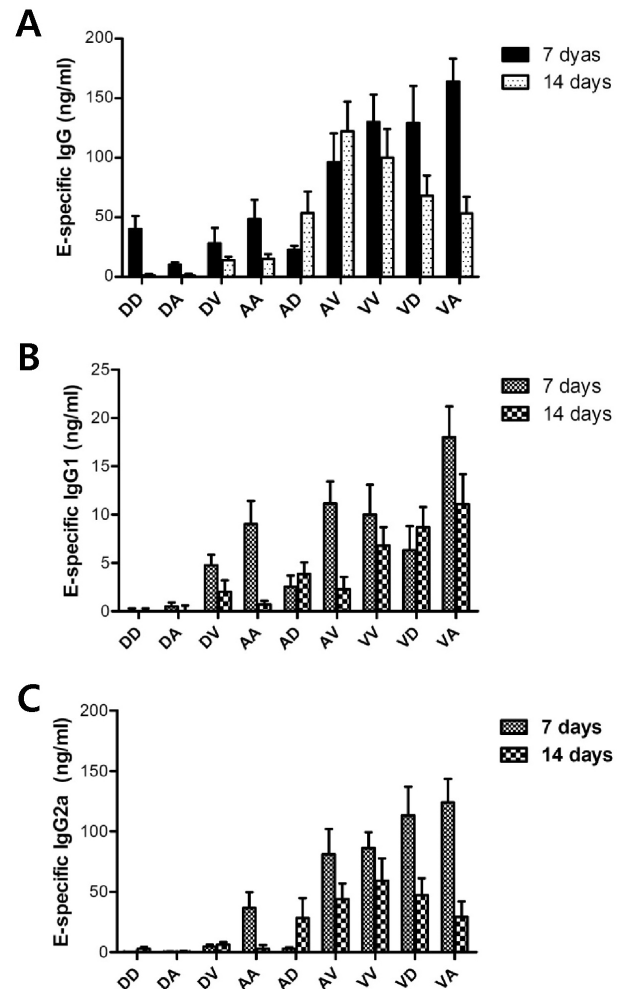 A
E-specific IgG (ng/ml)
200
150
100
50
0
DD DA DV AA AD AV VV VD VA
7 dyas
14 days
B
E-specific IgG1 (ng/ml)
25
20
15
10
5
0
DD DA DV AA AD AV VV VD VA
7 days
14 days
C
E-specific IgG2a (ng/ml)
200
150
100
50
0
DD DA DV AA AD AV VV VD VA
7 days
14 days